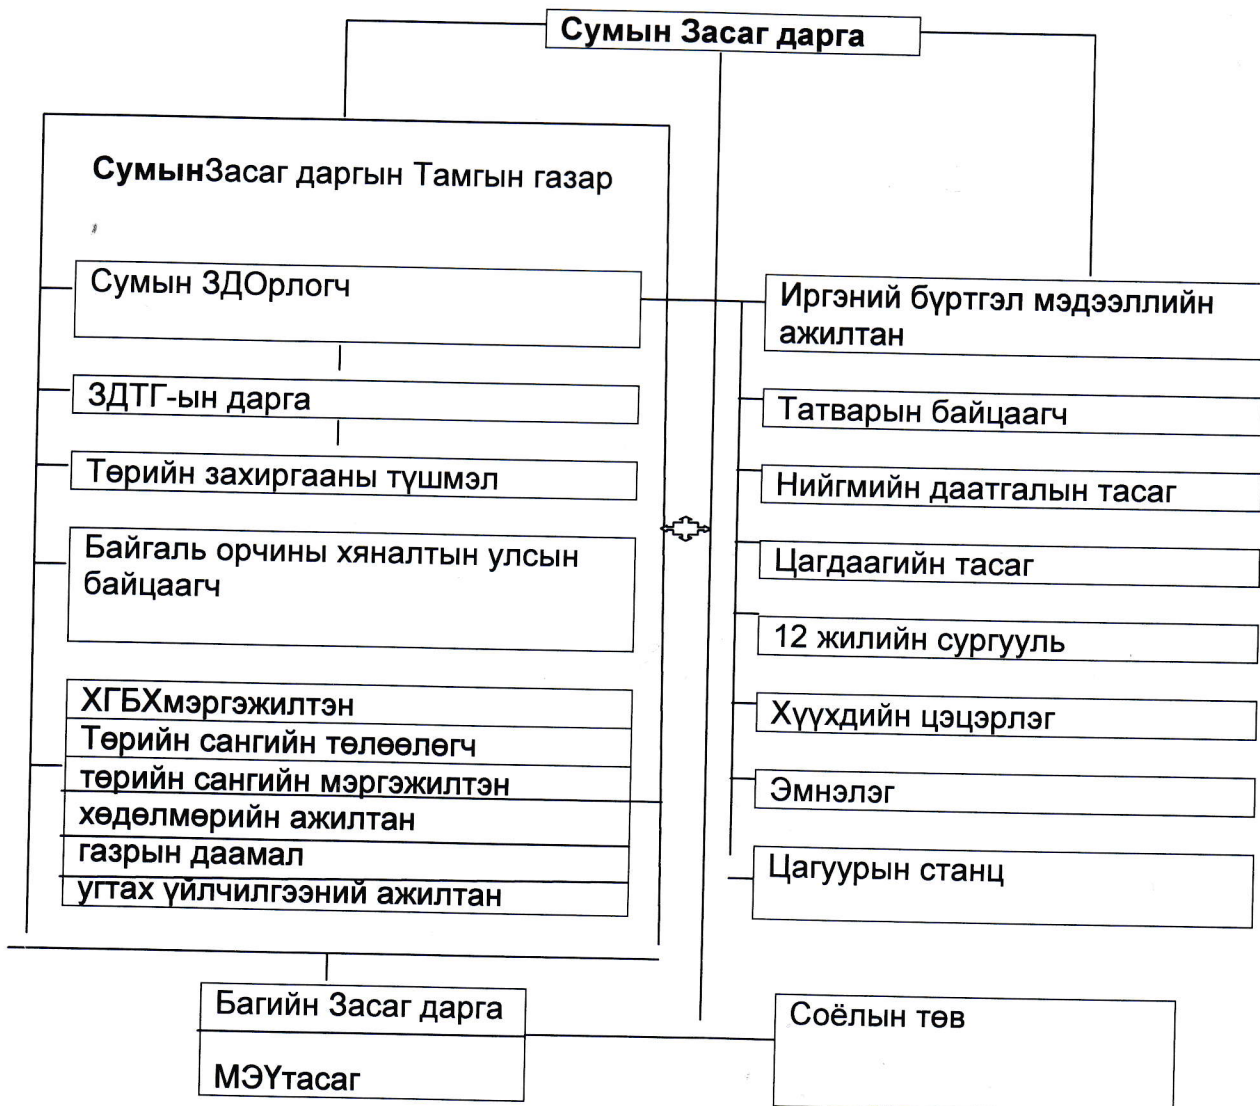 Сумын Засаг дарга
СумынЗасаг даргын Тамгын газар
Сумын ЗДОрлогч
ЗДТГ-ын дарга
Төрийн захиргааны түшмэл
Байгаль орчины хяналтын улсын
байцаагч
ХГБХмэргэжилтэн
Төрийн сангийн төлөөлөгч
төрийн сангийн мэргэжилтэн
хөдөлмөрийн ажилтан
газрын даамал
угтах үйлчилгээний ажилтан
Иргэний бүртгэл мэдээллийн
ажилтан
Татварын байцаагч
Нийгмийн даатгалын тасаг
Цагдаагийн тасаг
12 жилийн сургууль
Хүүхдийн цэцэрлэг
Эмнэлэг
Цагуурын станц
Багийн Засаг дарга
МЭҮтасаг
Соёлын төв